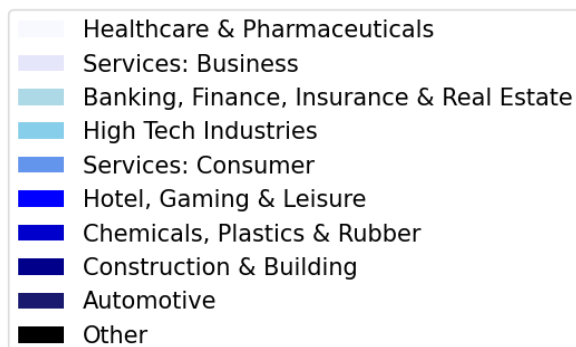 Healthcare & Pharmaceuticals
Services: Business
Banking, Finance, Insurance & Real Estate
High Tech Industries
Services: Consumer
Hotel, Gaming & Leisure
Chemicals, Plastics & Rubber
Construction & Building
Automotive
Other